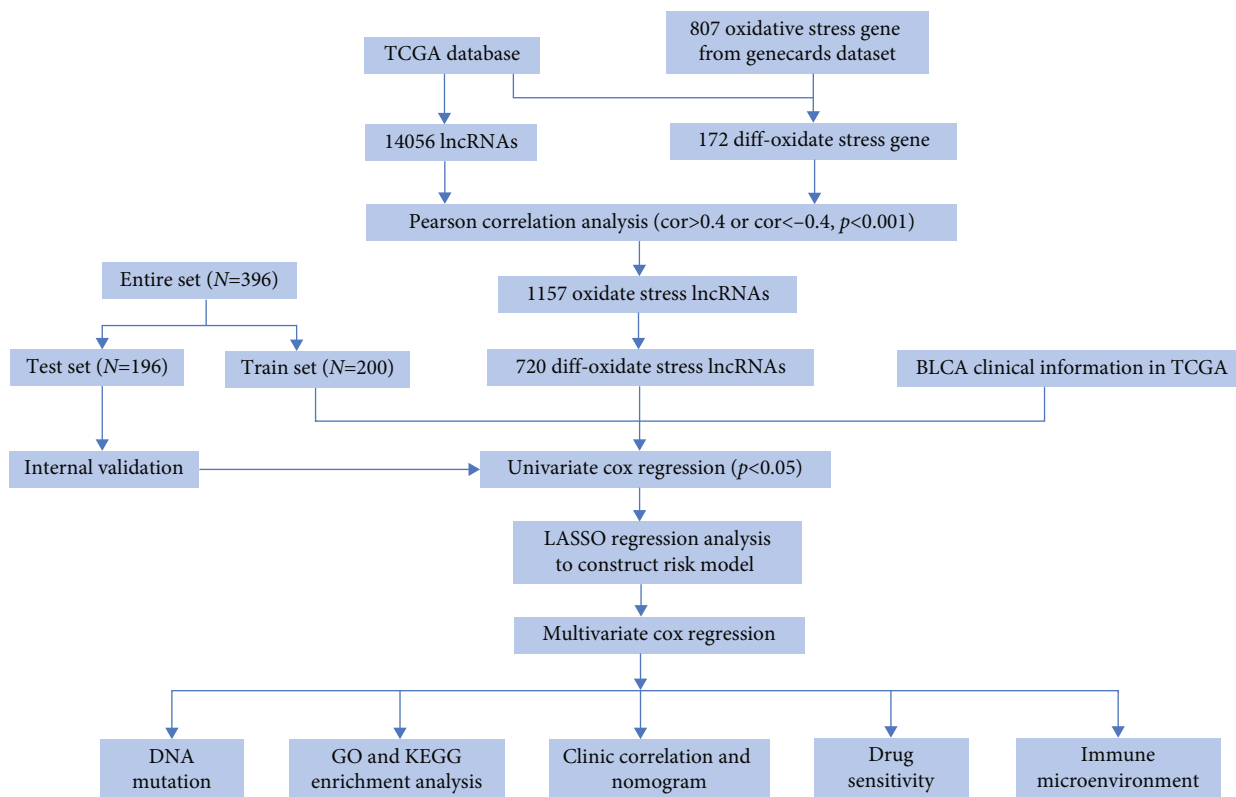 807 oxidative stress gene
from genecards dataset
TCGA database
14056 lncRNAs
172 diff-oxidate stress gene
Pearson correlation analysis (cor>0.4 or cor<–0.4, p<0.001)
Entire set (N=396)
1157 oxidate stress lncRNAs
Test set (N=196)
Train set (N=200)
720 diff-oxidate stress lncRNAs
BLCA clinical information in TCGA
Internal validation
Univariate cox regression (p<0.05)
LASSO regression analysis
to construct risk model
Multivariate cox regression
DNA
mutation
GO and KEGG
enrichment analysis
Clinic correlation and
nomogram
Drug
sensitivity
Immune
microenvironment